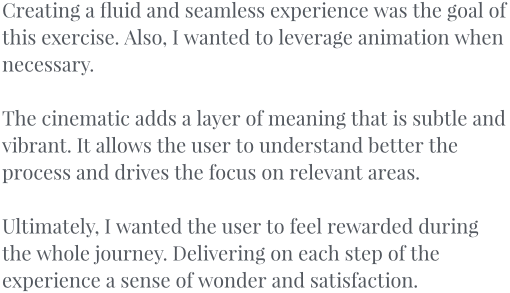 Creating a fluid and seamless experience was the goal of
this exercise. Also, I wanted to leverage animation when
necessary.
The cinematic adds a layer of meaning that is subtle and
vibrant. It allows the user to understand better the
process and drives the focus on relevant areas.
Ultimately, I wanted the user to feel rewarded during
the whole journey. Delivering on each step of the
experience a sense of wonder and satisfaction.